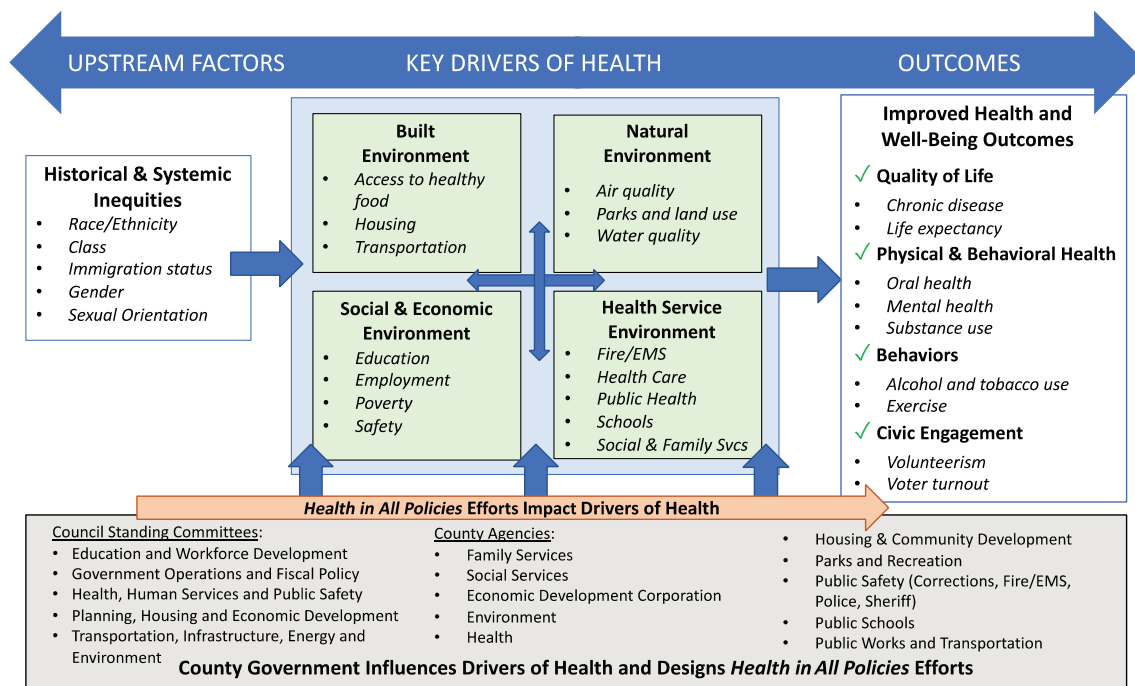 UPSTREAM FACTORS
KEY DRIVERS OF HEALTH
OUTCOMES
Historical & Systemic
Inequities
• Race/Ethnicity
• Class
• Immigration status
• Gender
• Sexual Orientation
Built
Environment
• Access to healthy
food
• Housing
• Transportation
Natural
Environment
• Air quality
• Parks and land use
• Water quality
Social & Economic
Environment
• Education
• Employment
• Poverty
• Safety
Health Service
Environment
• Fire/EMS
• Health Care
• Public Health
• Schools
• Social & Family Svcs
Improved Health and
Well-Being Outcomes
✓ Quality of Life
• Chronic disease
• Life expectancy
✓ Physical & Behavioral Health
• Oral health
• Mental health
• Substance use
✓ Behaviors
• Alcohol and tobacco use
• Exercise
✓ Civic Engagement
• Volunteerism
• Voter turnout
Health in All Policies Efforts Impact Drivers of Health
Council Standing Committees:
• Education and Workforce Development
• Government Operations and Fiscal Policy
• Health, Human Services and Public Safety
• Planning, Housing and Economic Development
• Transportation, Infrastructure, Energy and
Environment
County Agencies:
• Family Services
• Social Services
• Economic Development Corporation
• Environment
• Health
• Housing & Community Development
• Parks and Recreation
• Public Safety (Corrections, Fire/EMS,
Police, Sheriff)
• Public Schools
• Public Works and Transportation
County Government Influences Drivers of Health and Designs Health in All Policies Efforts